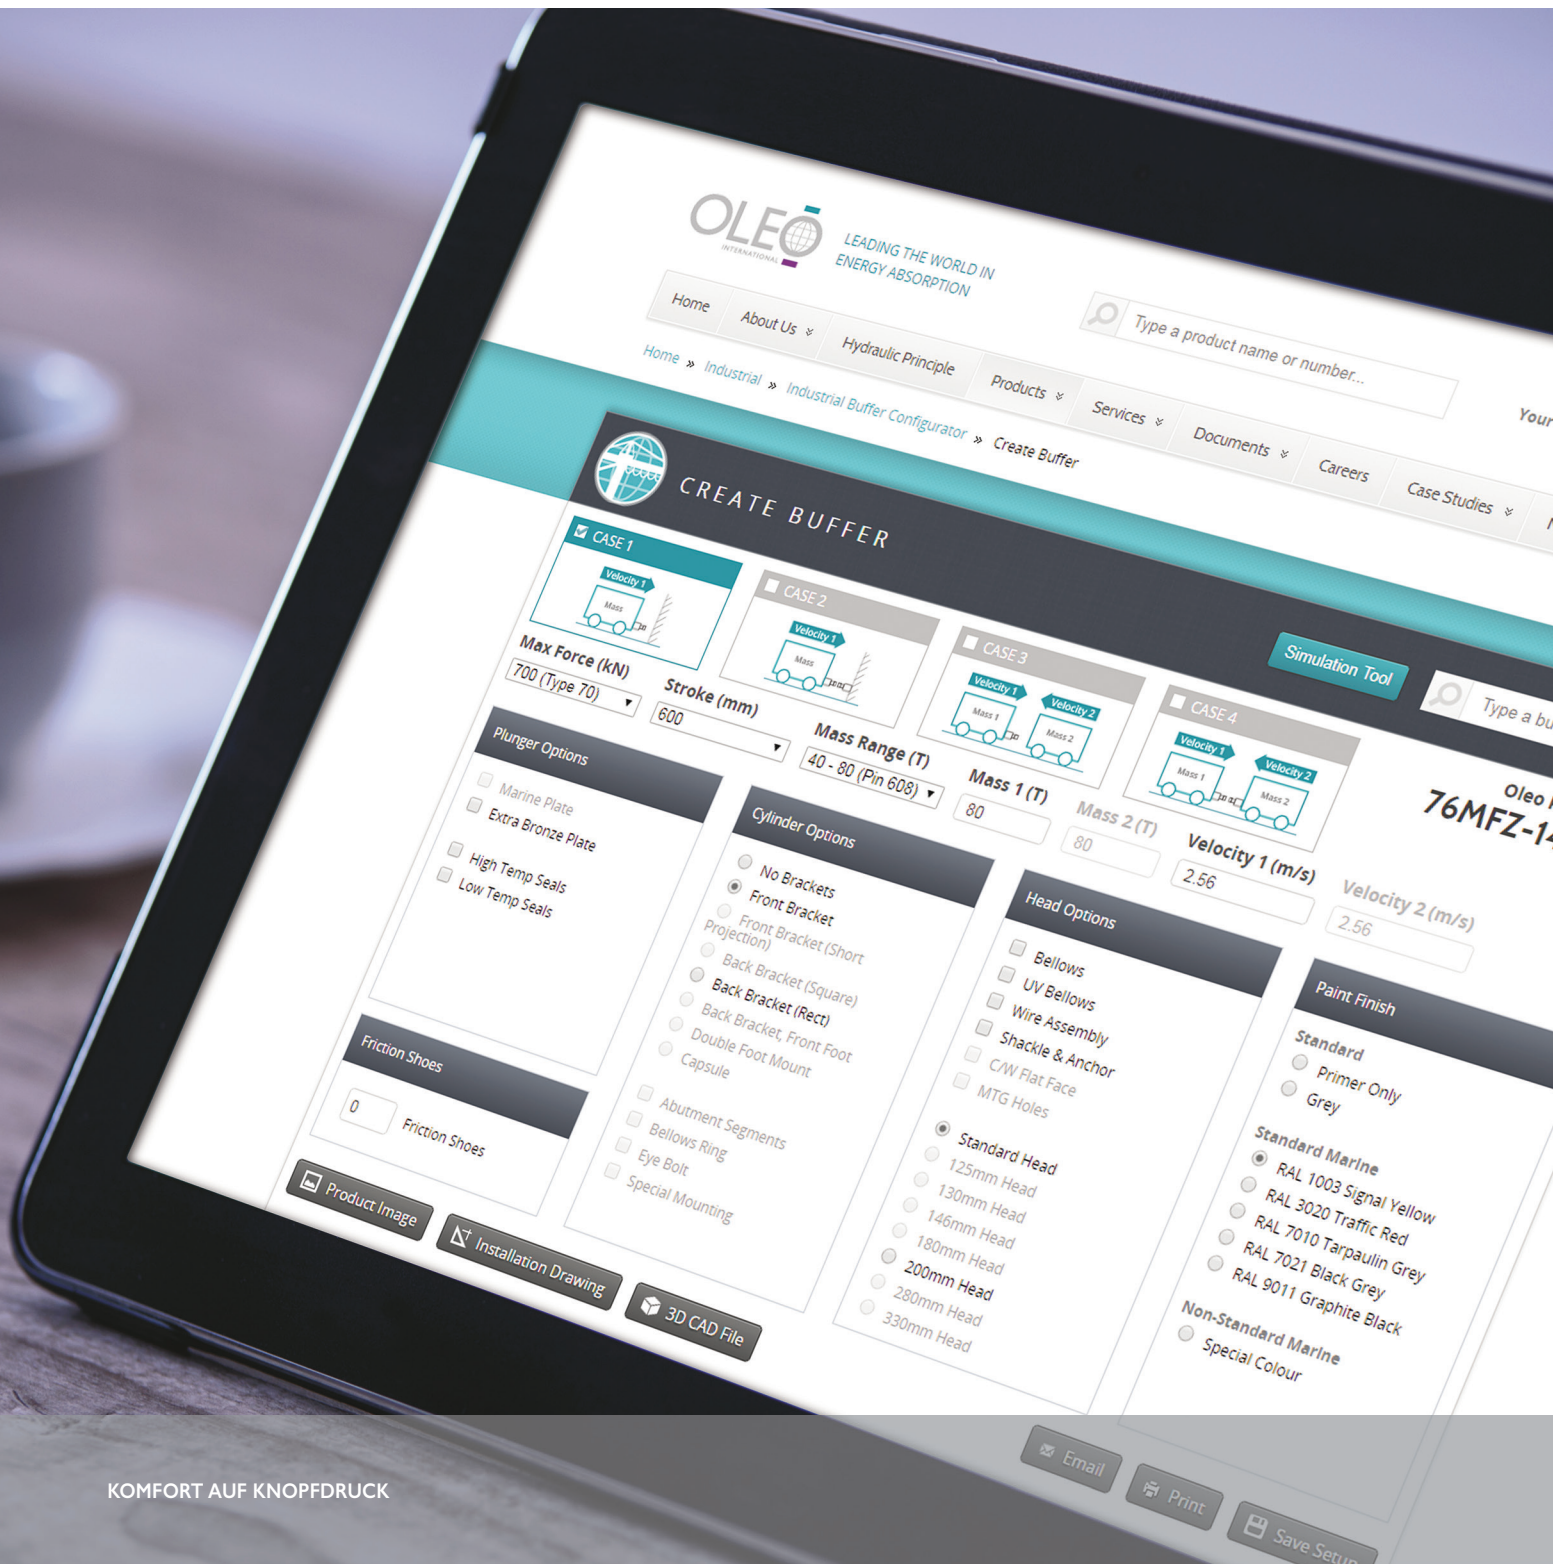 OLEO
INTERNATIONAL
LEADING THE WORLD IN
ENERGY ABSORPTION
Type a product name or number...
Home
About Us
Hydraulic Principle
Products
Services
Documents
Careers
Case Studies
Your
Home » Industrial » Industrial Buffer Configurator » Create Buffer
CREATE BUFFER
Simulation Tool
Type a bu
CASE 1
Velocity 1
Mass
CASE 2
Velocity 1
Mass
CASE 3
Velocity 1
Velocity 2
Mass 1
Mass 2
CASE 4
Velocity 1
Velocity 2
Mass 1
Mass 2
Oleo
76MFZ-14
Max Force (kN)
700 (Type 70)
Stroke (mm)
600
Mass Range (T)
40 - 80 (Pin 608)
Mass 1 (T)
80
Mass 2 (T)
80
Velocity 1 (m/s)
2.56
Velocity 2 (m/s)
2.56
Plunger Options
Marine Plate
Extra Bronze Plate
High Temp Seals
Low Temp Seals
Friction Shoes
0
Friction Shoes
Cylinder Options
No Brackets
Front Bracket
Front Bracket (Short
Projection)
Back Bracket (Square)
Back Bracket (Rect)
Back Bracket, Front Foot
Double Foot Mount
Capsule
Abutment Segments
Bellows Ring
Eye Bolt
Special Mounting
Head Options
Bellows
UV Bellows
Wire Assembly
Shackle & Anchor
C/W Flat Face
MTG Holes
Standard Head
125mm Head
130mm Head
146mm Head
180mm Head
200mm Head
280mm Head
330mm Head
Paint Finish
Standard
Primer Only
Grey
Standard Marine
RAL 1003 Signal Yellow
RAL 3020 Traffic Red
RAL 7010 Tarpaulin Grey
RAL 7021 Black Grey
RAL 9011 Graphite Black
Non-Standard Marine
Special Colour
Product Image
Installation Drawing
3D CAD File
Email
Print
Save Setup
KOMFORT AUF KNOPFDRUCK